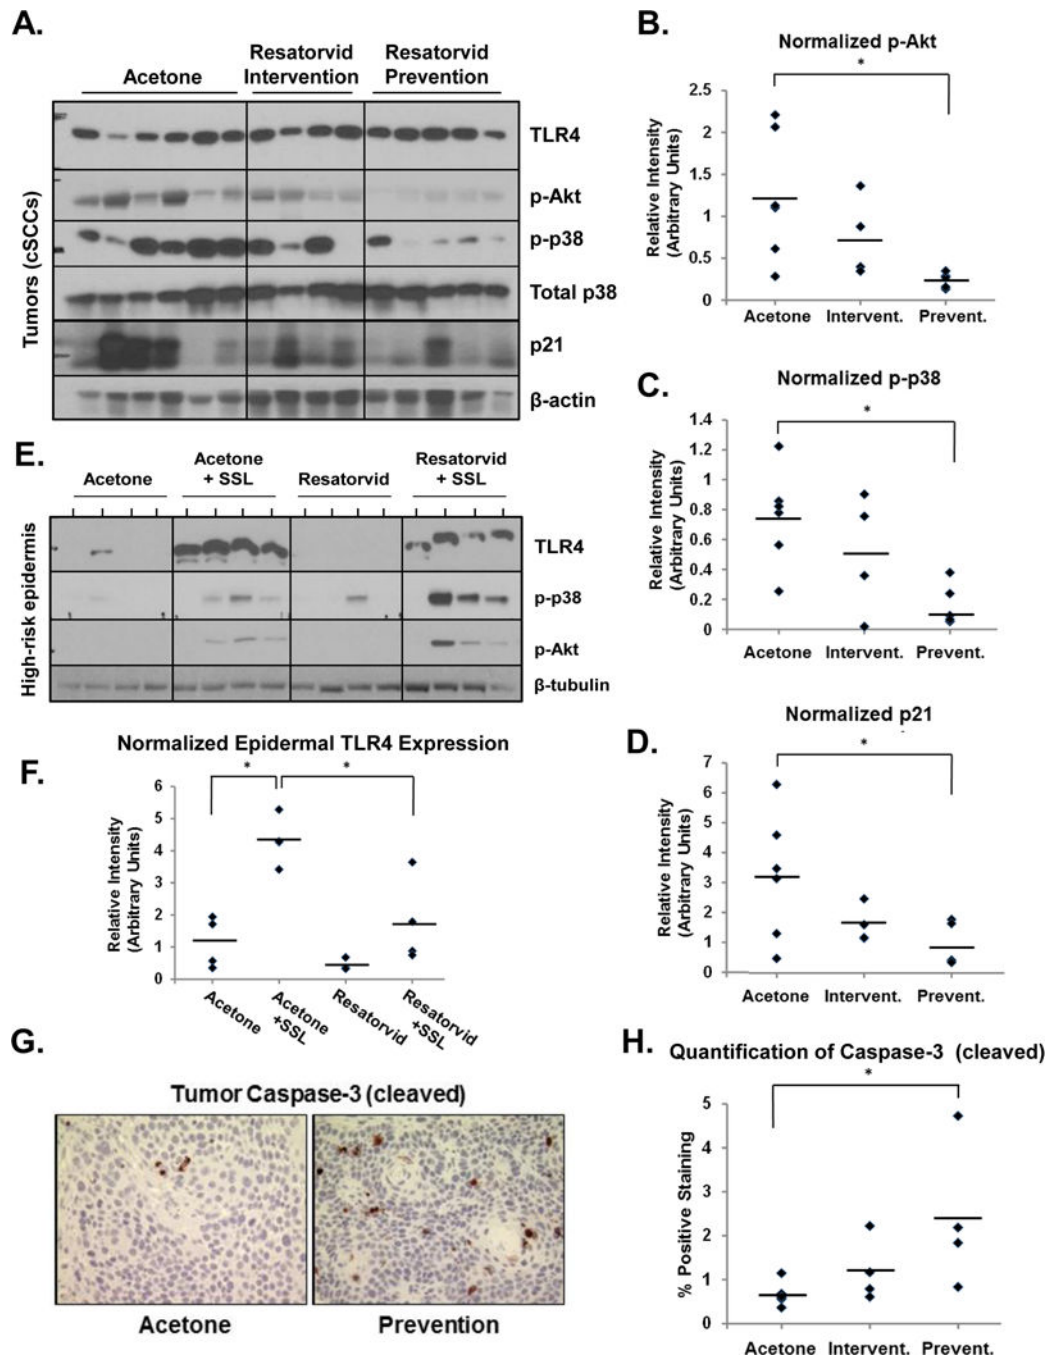 A.
Acetone
Resatorvid
Intervention
Resatorvid
Prevention
Tumors (cSCCs)
TLR4
p-Akt
p-p38
Total p38
p21
β-actin
B.
Normalized p-Akt
*
Relative Intensity
(Arbitrary Units)
2.5
2
1.5
1
0.5
0
Acetone Intervent. Prevent.
C.
Normalized p-p38
*
Relative Intensity
(Arbitrary Units)
1.4
1.2
1
0.8
0.6
0.4
0.2
0
Acetone Intervent. Prevent.
Normalized p21
D.
*
Relative Intensity
(Arbitrary Units)
7
6
5
4
3
2
1
0
Acetone Intervent. Prevent.
E.
Acetone
Acetone
+ SSL
Resatorvid
Resatorvid
+ SSL
High-risk epidermis
TLR4
p-p38
p-Akt
β-tubulin
Normalized Epidermal TLR4 Expression
F.
* *
Relative Intensity
(Arbitrary Units)
6
5
4
3
2
1
0
Acetone
Acetone
+SSL
Resatorvid
Resatorvid
+SSL
G.
Tumor Caspase-3 (cleaved)
Acetone Prevention
H.
Quantification of Caspase-3 (cleaved)
*
% Positive Staining
5
4
3
2
1
0
Acetone Intervent. Prevent.